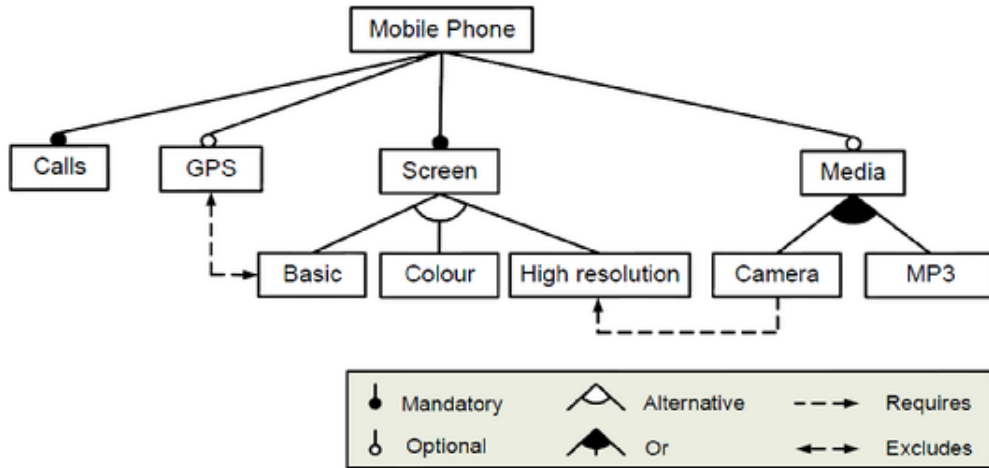 Mobile Phone
Calls
GPS
Screen
Media
Basic
Colour
High resolution
Camera
MP3
Mandatory
Alternative
Requires
Optional
Or
Excludes